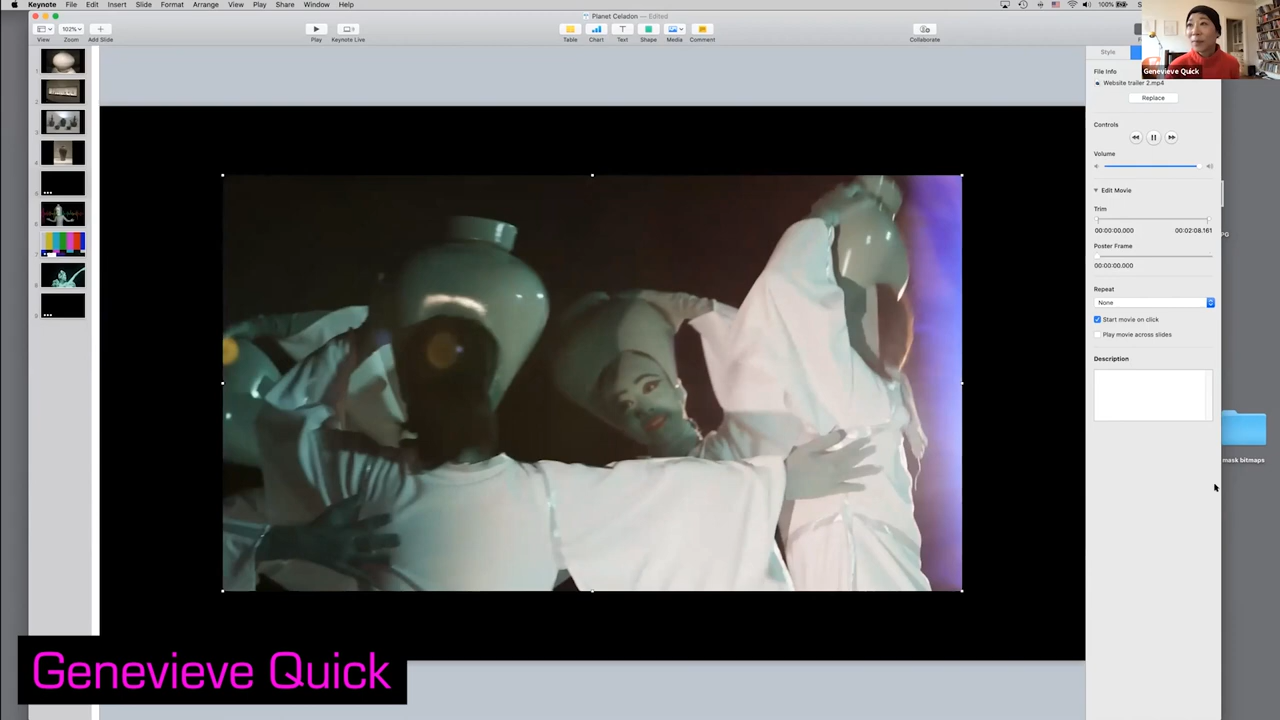 Keynote File Edit Insert Slide Format Arrange View Play Share Window Help
100%
Planet Celadon — Edited
102%
View Zoom Add Slide Play Keynote Live Table Chart Text Shape Media Comment Collaborate
Style
Genevieve Quick
File Info
Website trailer 2.mp4
Replace
Controls
Volume
Edit Movie
Trim
00:00:00.000 00:02:08.161
Poster Frame
00:00:00.000
Repeat
None
Start movie on click
Play movie across slides
Description
mask bitmaps
Genevieve Quick